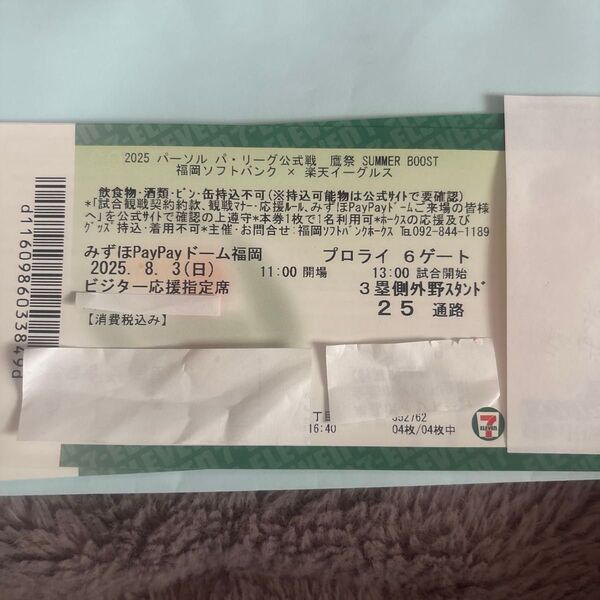 2025 パーソル パ・リーグ公式戦 鷹祭 SUMMER BOOST
福岡ソフトバンク × 楽天イーグルス
飲食物・酒類・ビン・缶持込不可(※持込可能物は公式サイトで要確認)
*「試合観戦契約約款、観戦マナー・応援ルール、みずほPayPayドームご来場の皆様
へ」を公式サイトで確認の上遵守*本券1枚で1名利用可*ホークスの応援及び
グッズ持込・着用不可*主催・お問合せ:福岡ソフトバンクホークス ℡092-844-1189
みずほPayPayドーム福岡 プロライ 6ゲート
2025. 8. 3(日) 11:00 開場 13:00 試合開始
ビジター応援指定席 3塁側外野スタンド
25 通路
【消費税込み】
丁目
16:40 04枚/04枚中
7
ELEVEN
d1160986033849d